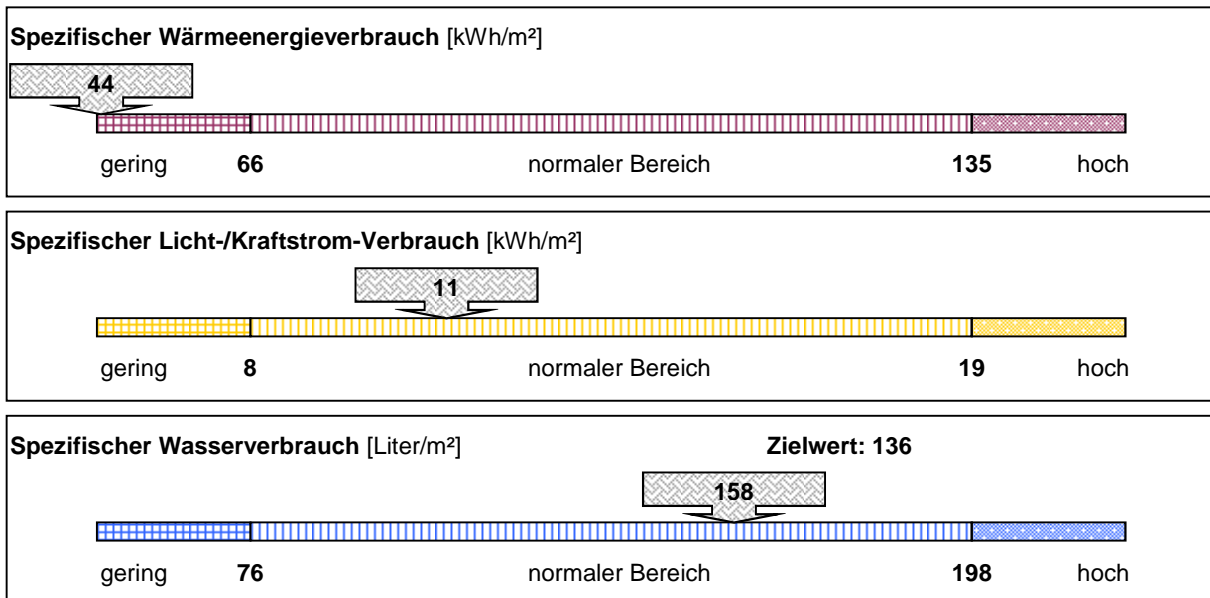 Spezifischer Wärmeenergieverbrauch [kWh/m²]
44
gering 66 normaler Bereich 135 hoch
Spezifischer Licht-/Kraftstrom-Verbrauch [kWh/m²]
11
gering 8 normaler Bereich 19 hoch
Spezifischer Wasserverbrauch [Liter/m²] Zielwert: 136
158
gering 76 normaler Bereich 198 hoch